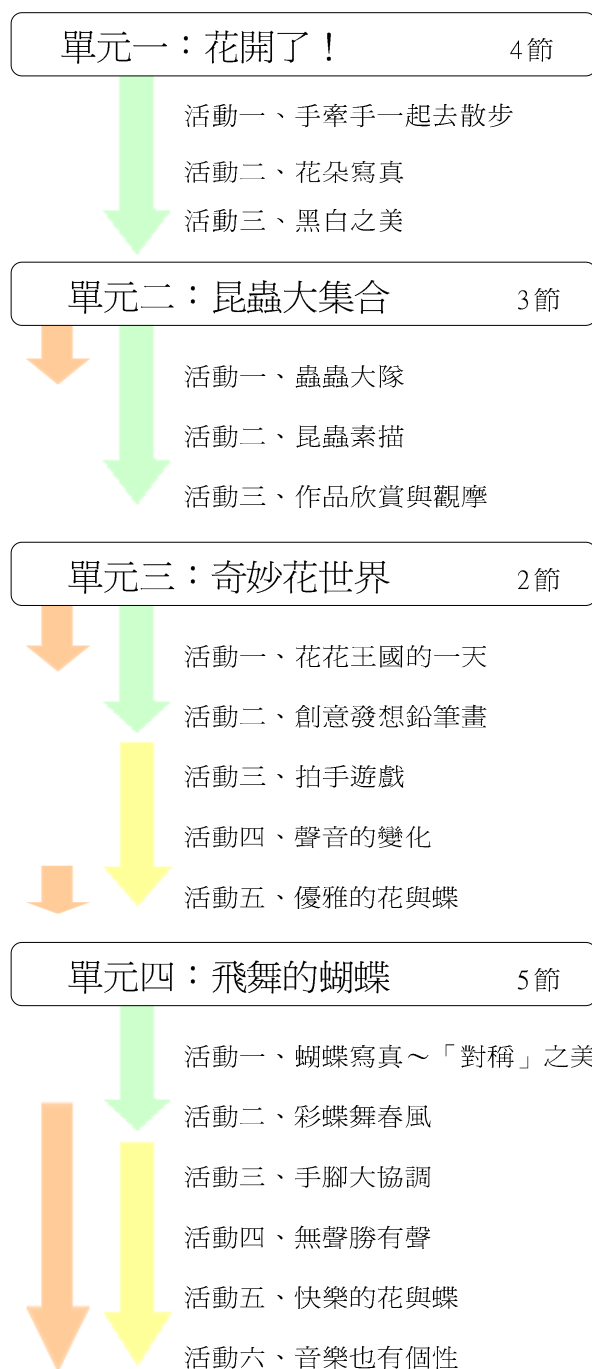 單元一：花開了！ 4節
活動一、手牽手一起去散步
活動二、花朵寫真
活動三、黑白之美
單元二：昆蟲大集合 3節
活動一、蟲蟲大隊
活動二、昆蟲素描
活動三、作品欣賞與觀摩
單元三：奇妙花世界 2節
活動一、花花王國的一天
活動二、創意發想鉛筆畫
活動三、拍手遊戲
活動四、聲音的變化
活動五、優雅的花與蝶
單元四：飛舞的蝴蝶 5節
活動一、蝴蝶寫真～「對稱」之美
活動二、彩蝶舞春風
活動三、手腳大協調
活動四、無聲勝有聲
活動五、快樂的花與蝶
活動六、音樂也有個性